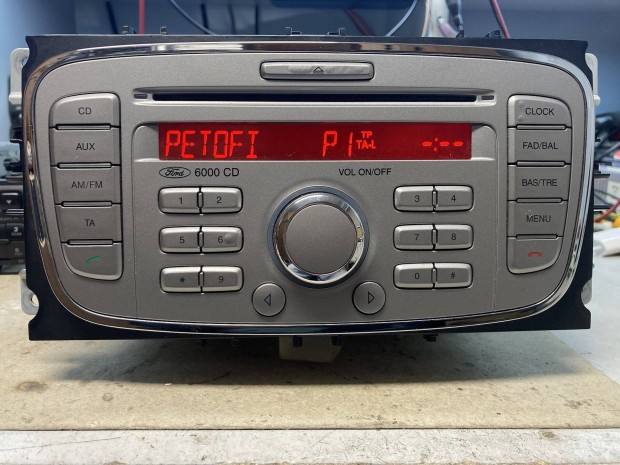 CD
AUX
AM/FM
TA
PETOFI P1 TP TA-L -:--
Ford 6000 CD VOL ON/OFF
1 2 3 4
5 6 7 8
* 9 0 #
CLOCK
FAD/BAL
BAS/TRE
MENU